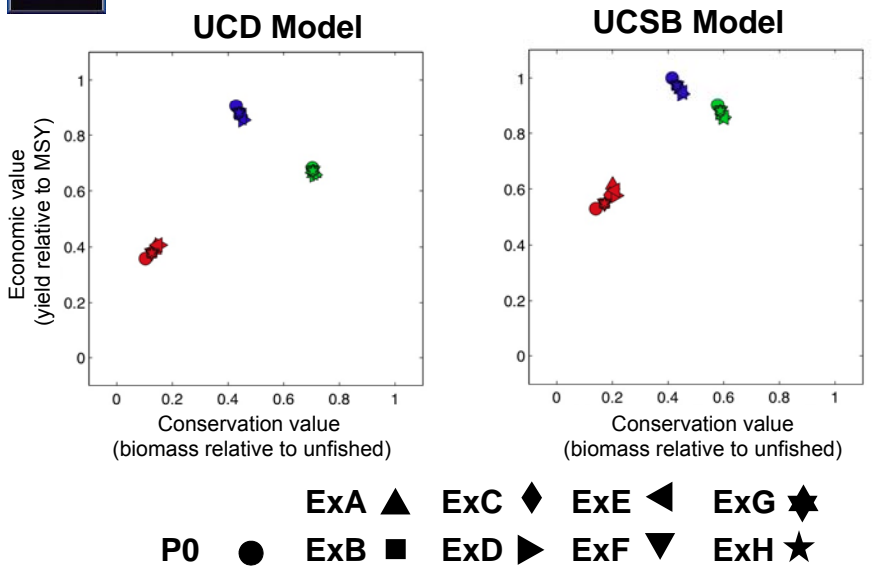 UCD Model
UCSB Model
Economic value
(yield relative to MSY)
1
0.8
0.6
0.4
0.2
0
0 0.2 0.4 0.6 0.8 1
Conservation value
(biomass relative to unfished)
1
0.8
0.6
0.4
0.2
0
0 0.2 0.4 0.6 0.8 1
Conservation value
(biomass relative to unfished)
ExA ExC ExE ExG
P0 ExB ExD ExF ExH